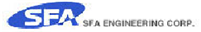 SFA SFA ENGINEERING CORP.